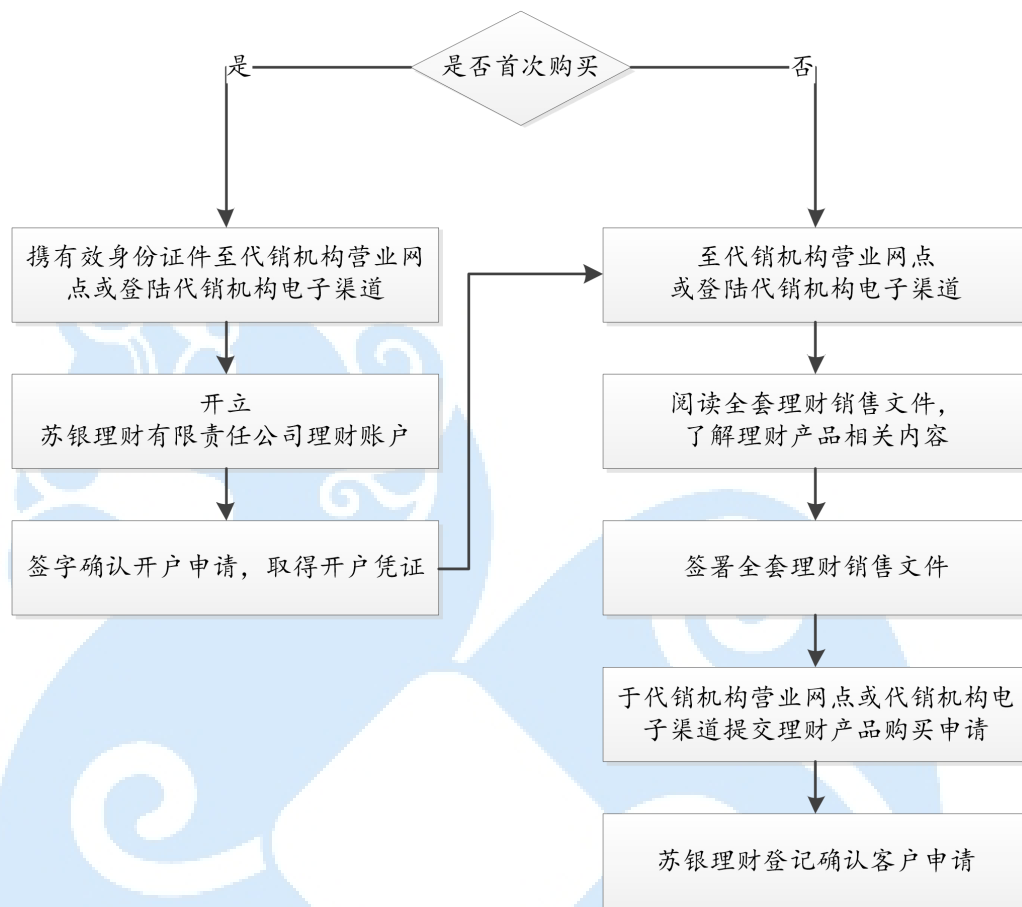 是否首次购买
是
否
携有效身份证件至代销机构营业网
点或登陆代销机构电子渠道
开立
苏银理财有限责任公司理财账户
签字确认开户申请，取得开户凭证
至代销机构营业网点
或登陆代销机构电子渠道
阅读全套理财销售文件，
了解理财产品相关内容
签署全套理财销售文件
于代销机构营业网点或代销机构电
子渠道提交理财产品购买申请
苏银理财登记确认客户申请